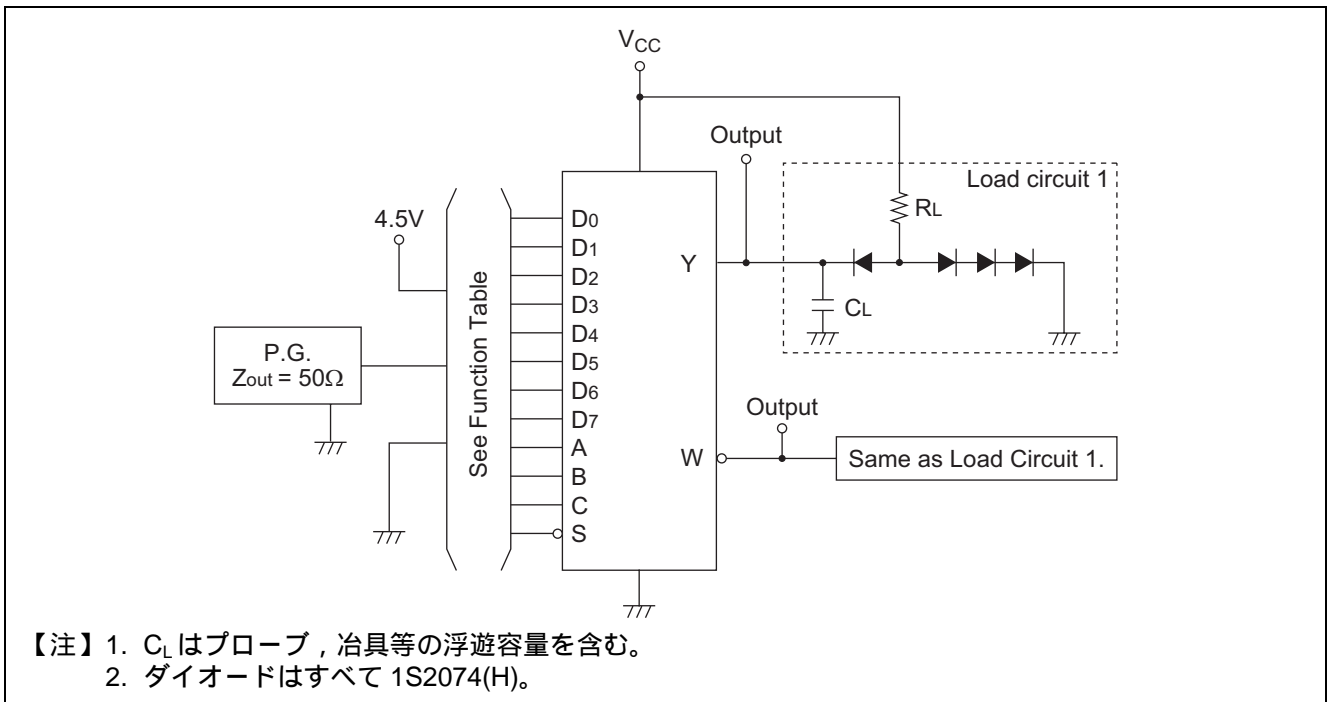 VCC
Output
Load circuit 1
RL
4.5V
D0
D1
D2
D3
D4
D5
D6
D7
A
B
C
S
Y
W
CL
See Function Table
P.G.
Zout = 50Ω
Output
Same as Load Circuit 1.
【注】1. CLはプローブ，冶具等の浮遊容量を含む。
2. ダイオードはすべて 1S2074(H)。